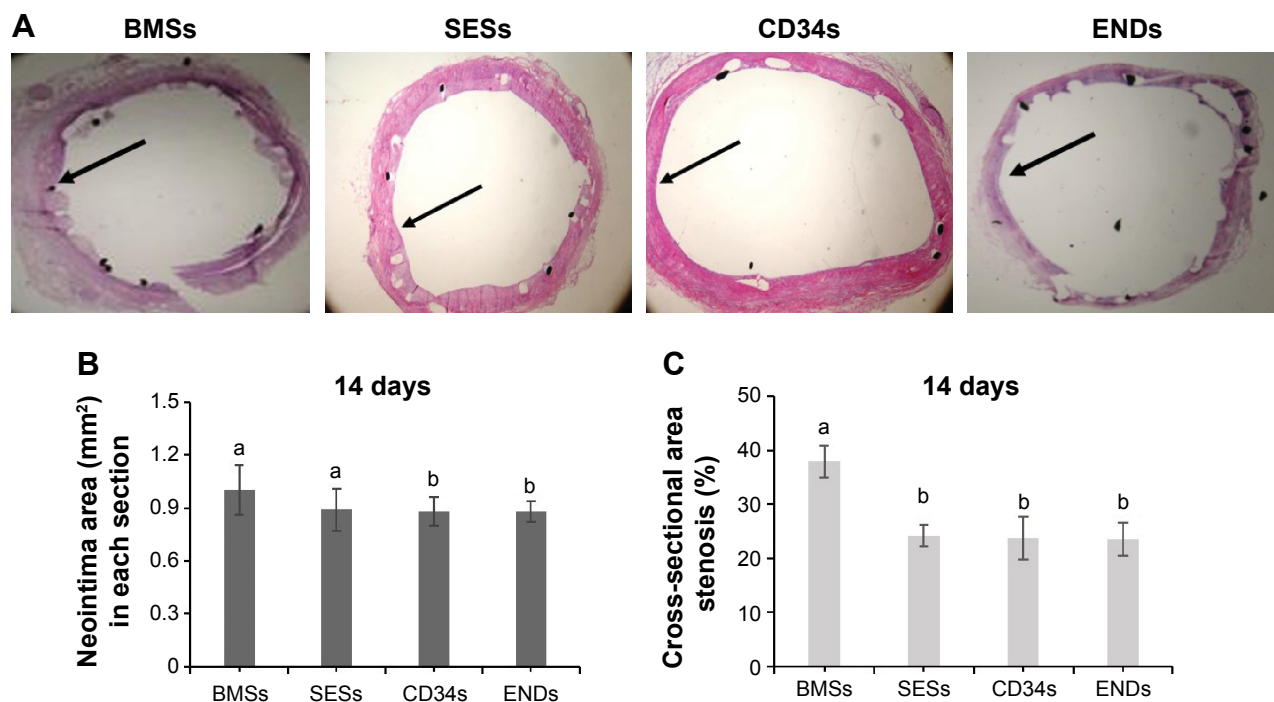 A
BMSs
SESs
CD34s
ENDs
B
14 days
Neointima area (mm²)
in each section
1.5
1.2
0.9
0.6
0.3
0
a
a
b
b
BMSs
SESs
CD34s
ENDs
C
14 days
Cross-sectional area
stenosis (%)
50
40
30
20
10
0
a
b
b
b
BMSs
SESs
CD34s
ENDs